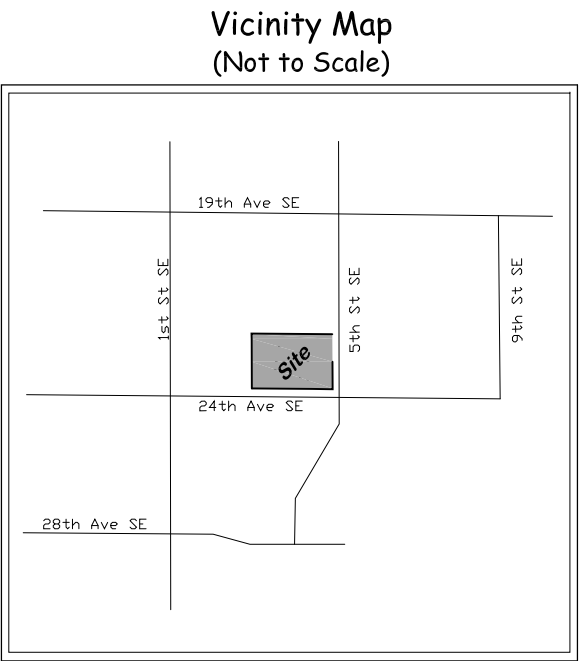 Vicinity Map
(Not to Scale)
19th Ave SE
1st St SE
5th St SE
9th St SE
Site
24th Ave SE
28th Ave SE